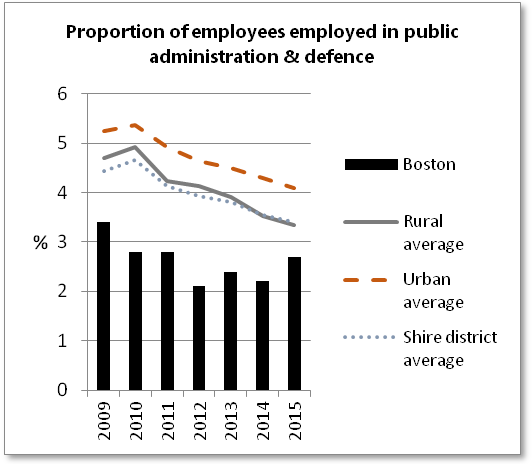 Proportion of employees employed in public
administration & defence
6
5
4
3
2
1
0
%
2009
2010
2011
2012
2013
2014
2015
Boston
Rural
average
Urban
average
Shire district
average